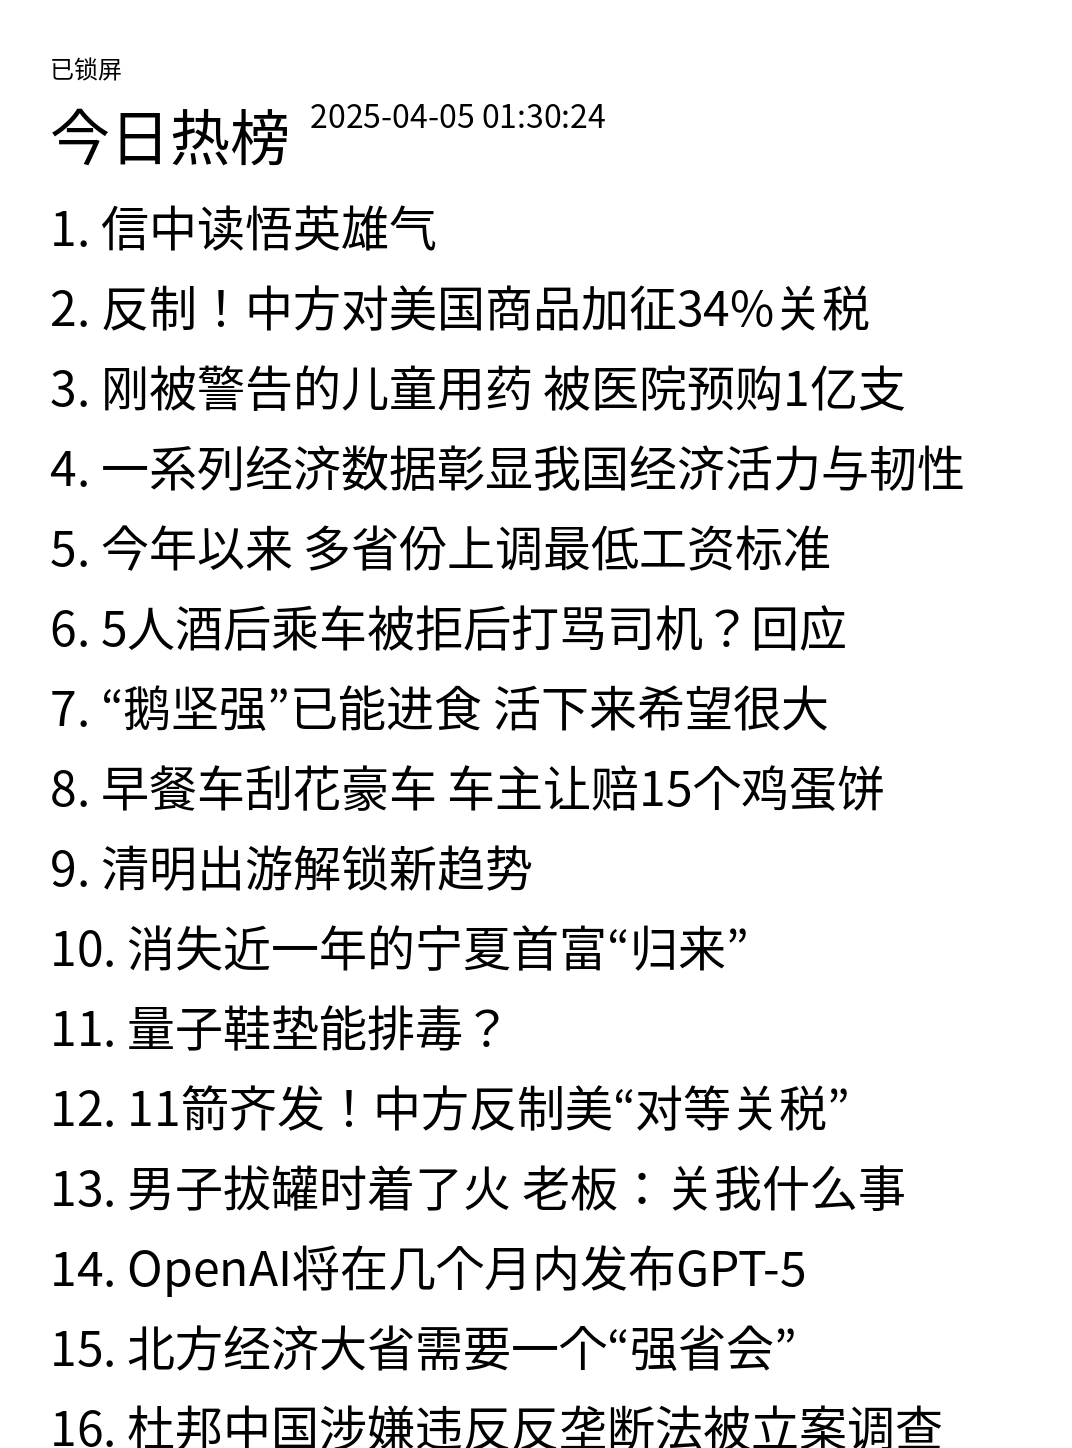 已锁屏
今日热榜 2025-04-05 01:30:24
1. 信中读悟英雄气
2. 反制！中方对美国商品加征34%关税
3. 刚被警告的儿童用药 被医院预购1亿支
4. 一系列经济数据彰显我国经济活力与韧性
5. 今年以来 多省份上调最低工资标准
6. 5人酒后乘车被拒后打骂司机？回应
7. “鹅坚强”已能进食 活下来希望很大
8. 早餐车刮花豪车 车主让赔15个鸡蛋饼
9. 清明出游解锁新趋势
10. 消失近一年的宁夏首富“归来”
11. 量子鞋垫能排毒？
12. 11箭齐发！中方反制美“对等关税”
13. 男子拔罐时着了火 老板：关我什么事
14. OpenAI将在几个月内发布GPT-5
15. 北方经济大省需要一个“强省会”
16. 杜邦中国涉嫌违反反垄断法被立案调查